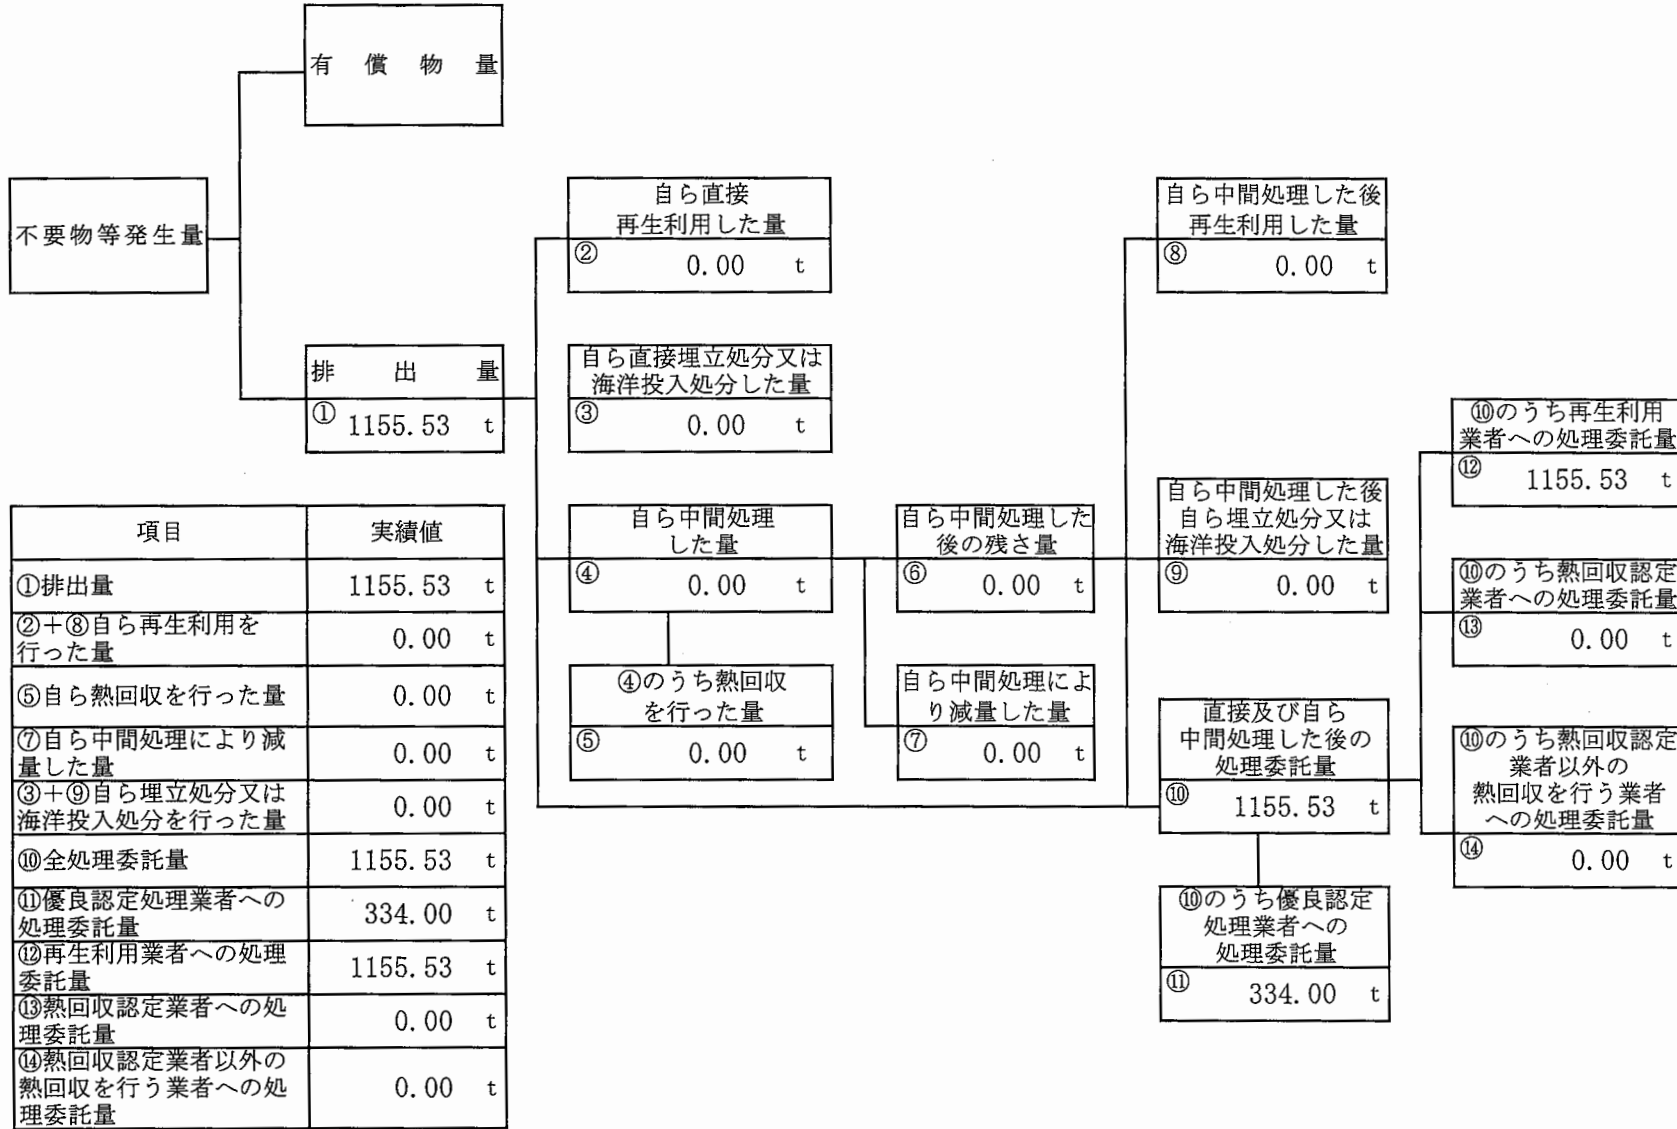 有償物量
不要物等発生量
排出量
① 1155.53 t
自ら直接
再生利用した量
② 0.00 t
自ら直接埋立処分又は
海洋投入処分した量
③ 0.00 t
自ら中間処理
した量
④ 0.00 t
④のうち熱回収
を行った量
⑤ 0.00 t
自ら中間処理した
後の残さ量
⑥ 0.00 t
自ら中間処理によ
り減量した量
⑦ 0.00 t
自ら中間処理した後
再生利用した量
⑧ 0.00 t
自ら中間処理した後
自ら埋立処分又は
海洋投入処分した量
⑨ 0.00 t
直接及び自ら
中間処理した後の
処理委託量
⑩ 1155.53 t
⑩のうち優良認定
処理業者への
処理委託量
⑪ 334.00 t
⑩のうち再生利用
業者への処理委託量
⑫ 1155.53 t
⑩のうち熱回収認定
業者への処理委託量
⑬ 0.00 t
⑩のうち熱回収認定
業者以外の
熱回収を行う業者
への処理委託量
⑭ 0.00 t
項目 実績値
①排出量 1155.53 t
②＋⑧自ら再生利用を
行った量 0.00 t
⑤自ら熱回収を行った量 0.00 t
⑦自ら中間処理により減
量した量 0.00 t
③＋⑨自ら埋立処分又は
海洋投入処分を行った量 0.00 t
⑩全処理委託量 1155.53 t
⑪優良認定処理業者への
処理委託量 334.00 t
⑫再生利用業者への処理
委託量 1155.53 t
⑬熱回収認定業者への処
理委託量 0.00 t
⑭熱回収認定業者以外の
熱回収を行う業者への処
理委託量 0.00 t